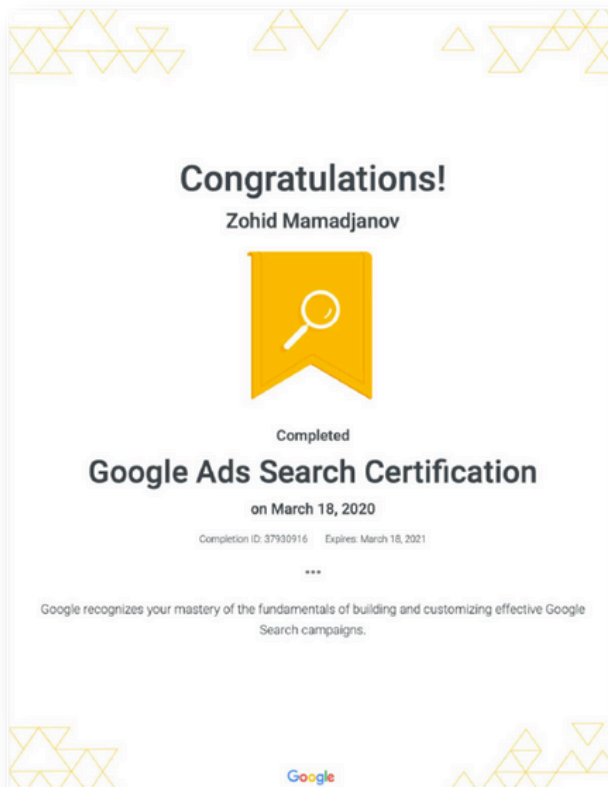 Congratulations!
Zohid Mamadjanov
Completed
Google Ads Search Certification
on March 18, 2020
Completion ID: 37930916 Expires: March 18, 2021
Google recognizes your mastery of the fundamentals of building and customizing effective Google
Search campaigns.
Google